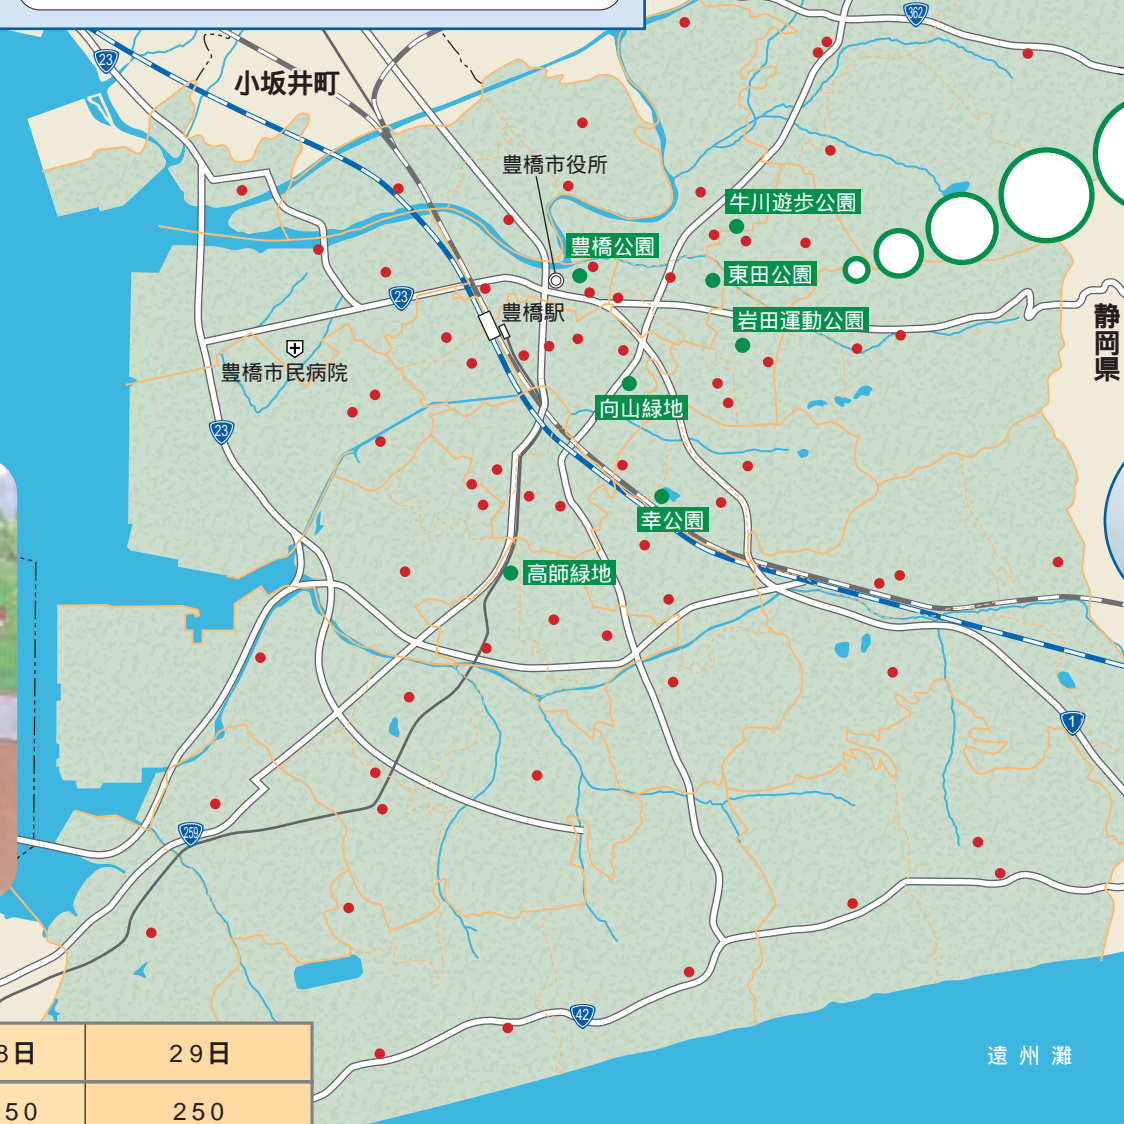 362
23
小坂井町
豊橋市役所
牛川遊歩公園
豊橋公園
東田公園
23
豊橋駅
岩田運動公園
静岡県
豊橋市民病院
向山緑地
23
幸公園
高師緑地
1
259
42
遠州灘
8日
29日
50
250